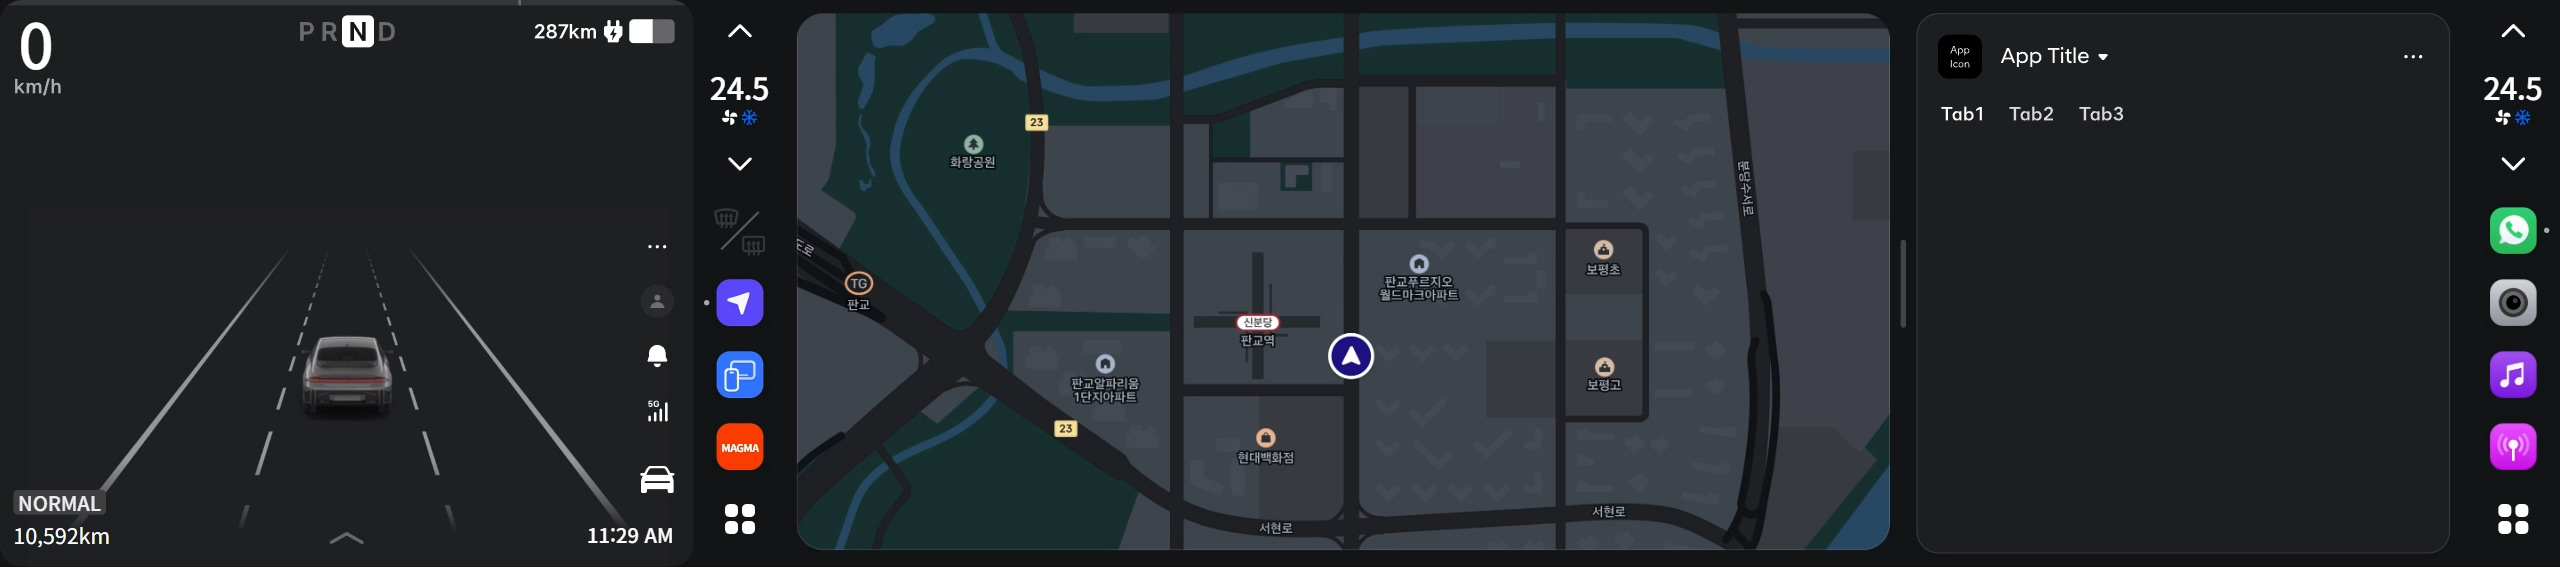 0
km/h
P R N D
287km
5G
NORMAL
10,592km
11:29 AM
24.5
MAGMA
23
화랑공원
TG
판교
신분당
판교역
판교푸르지오
월드마크아파트
보평초
보평고
판교알파리움
1단지아파트
23
현대백화점
서현로
서현로
분당수서로
도로
App
Icon
App Title
Tab1 Tab2 Tab3
24.5